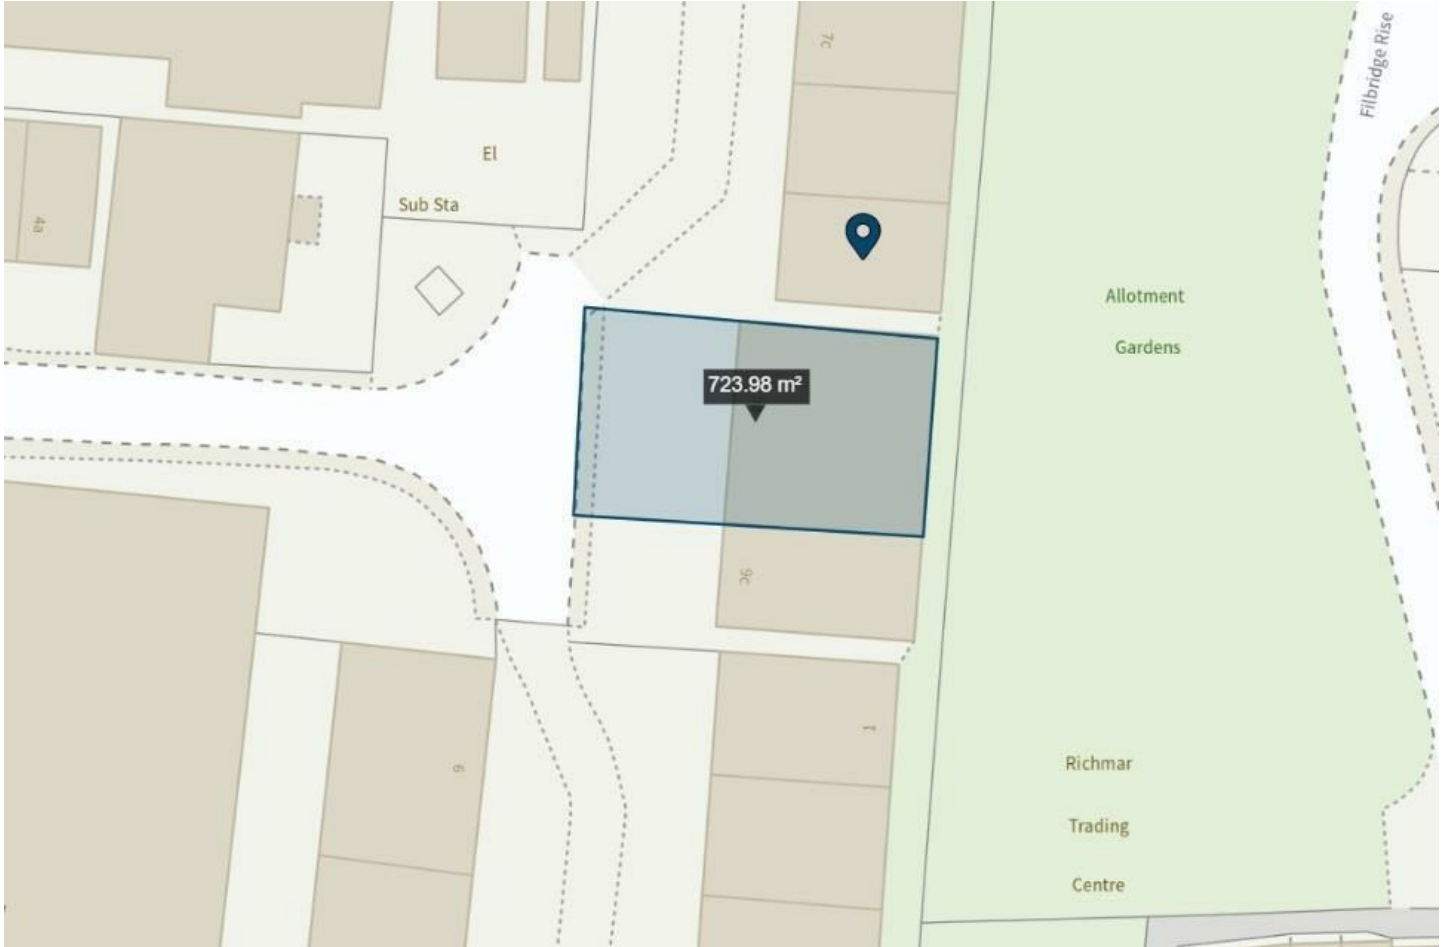 7c
Filbridge Rise
El
Sub Sta
4a
Allotment
Gardens
723.98 m²
9c
1
6
Richmar
Trading
Centre